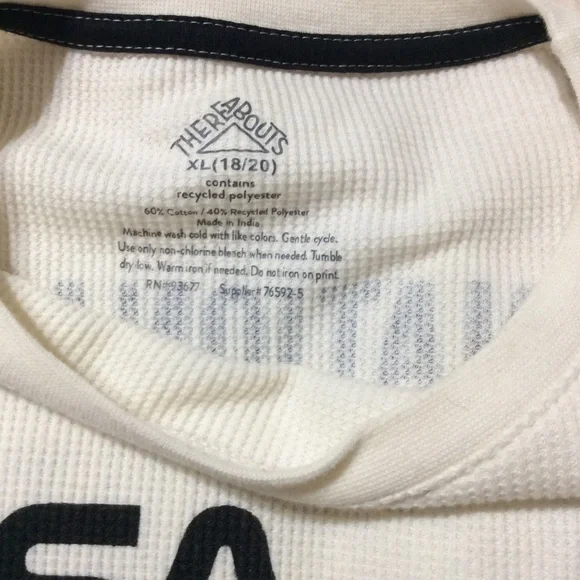 THEREABOUTS
XL(18/20)
contains
recycled polyester
60% Cotton / 40% Recycled Polyester
Made in India
Machine wash cold with like colors. Gentle cycle.
Use only non-chlorine bleach when needed. Tumble
dry low. Warm iron if needed. Do not iron on print.
RN#93677 Supplier# 76592-5